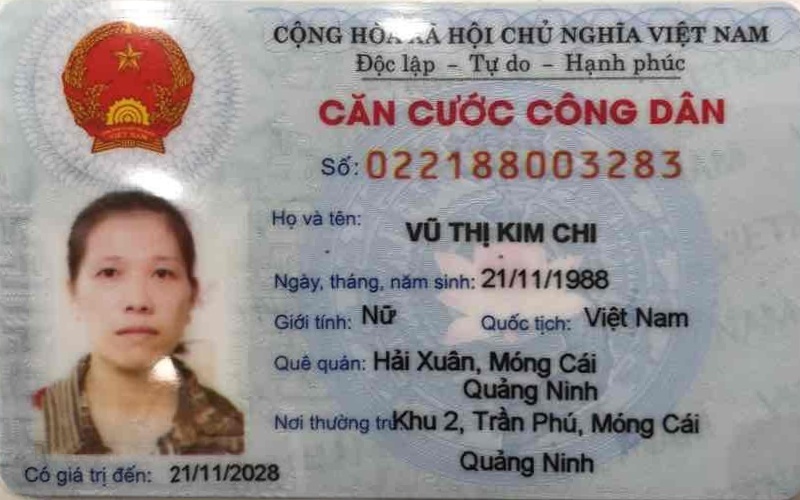 CỘNG HÒA XÃ HỘI CHỦ NGHĨA VIỆT NAM
Độc lập - Tự do - Hạnh phúc
CĂN CƯỚC CÔNG DÂN
Số: 022188003283
Họ và tên: VŨ THỊ KIM CHI
Ngày, tháng, năm sinh: 21/11/1988
Giới tính: Nữ Quốc tịch: Việt Nam
Quê quán: Hải Xuân, Móng Cái
Quảng Ninh
Nơi thường trú Khu 2, Trần Phú, Móng Cái
Quảng Ninh
Có giá trị đến: 21/11/2028